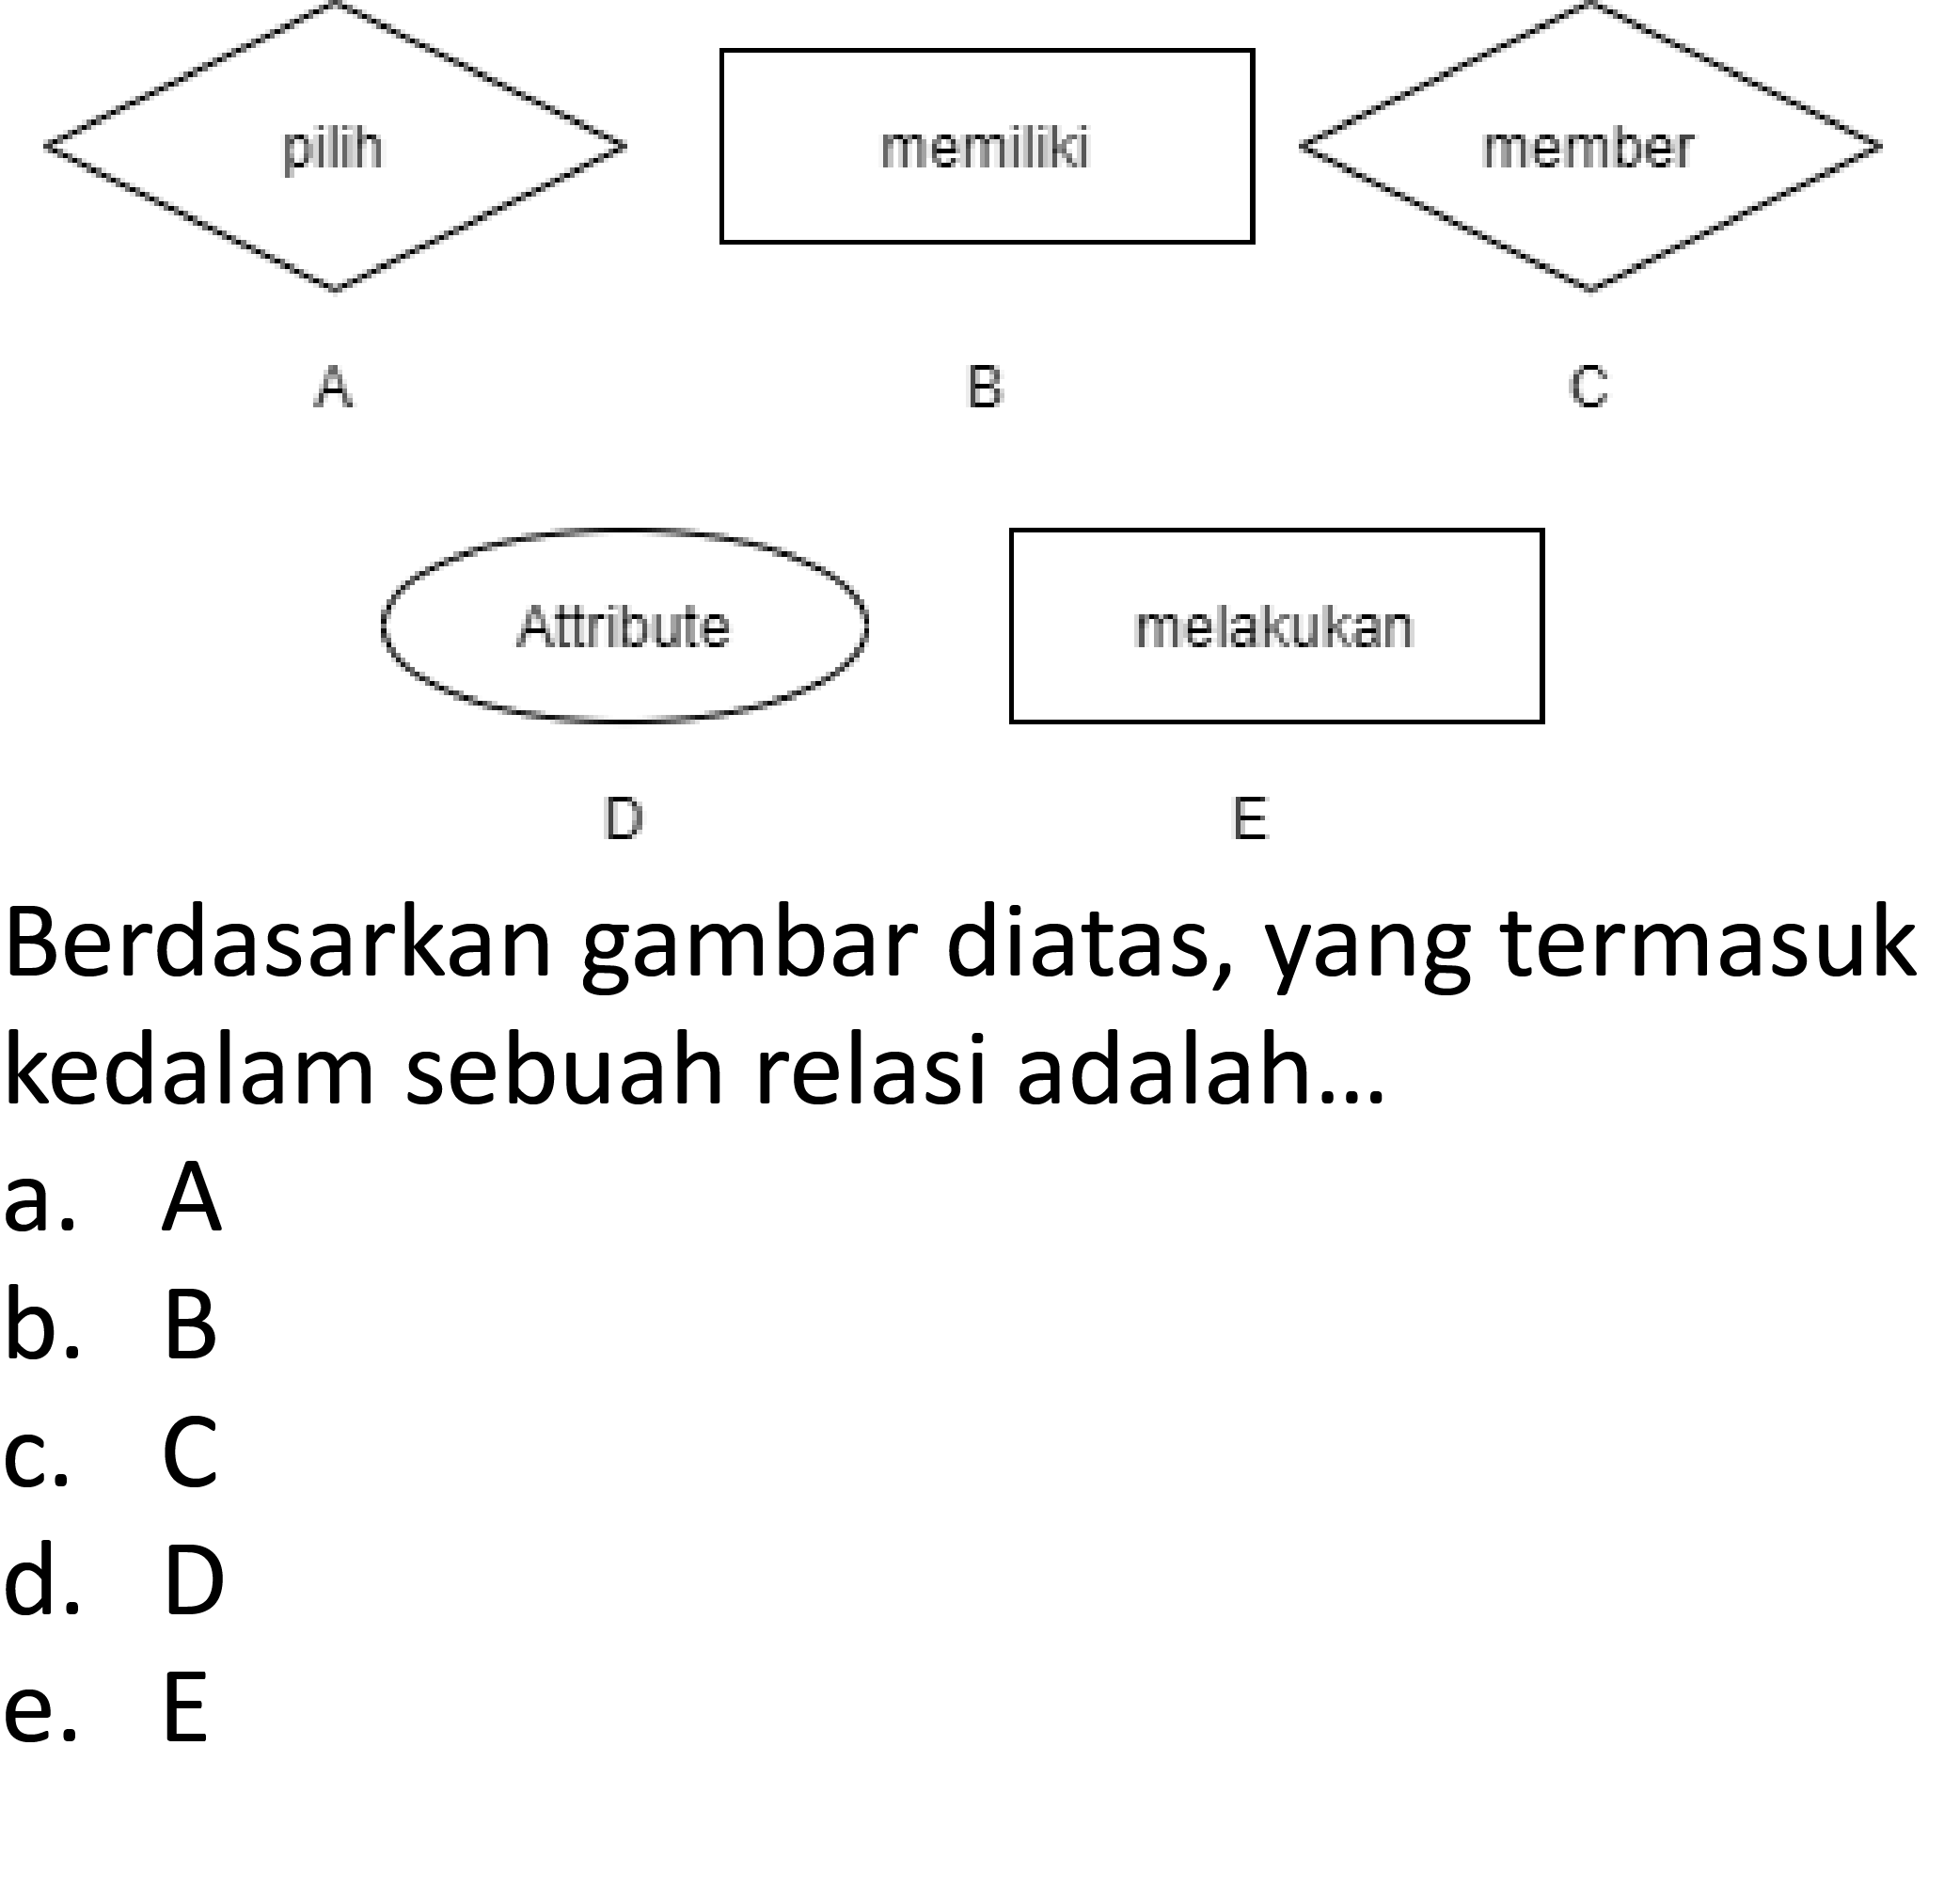 pilih memiliki member
A B C
Attribute melakukan
D E
Berdasarkan gambar diatas, yang termasuk
kedalam sebuah relasi adalah...
a. A
b. B
c. C
d. D
e. E